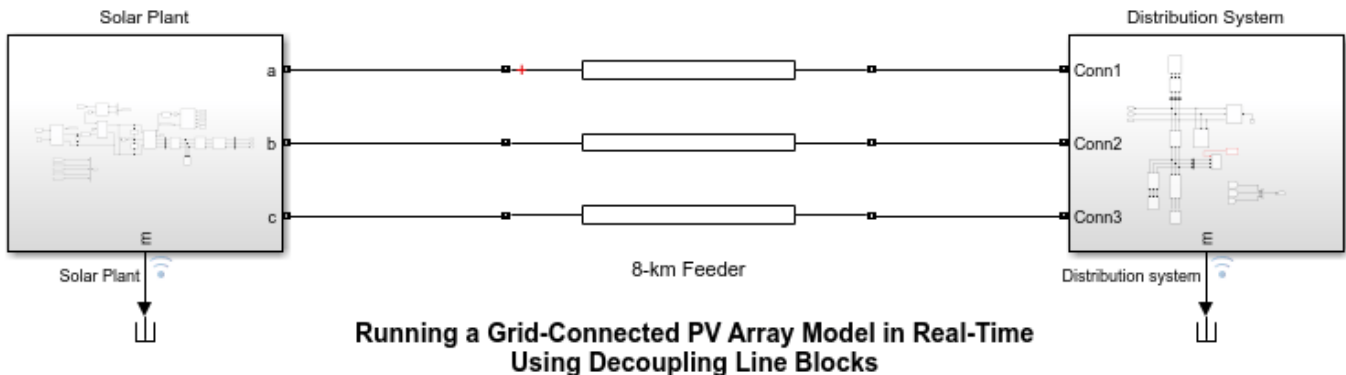 Solar Plant
Distribution System
a
Conn1
b
Conn2
c
Conn3
m
m
Solar Plant
8-km Feeder
Distribution system
Running a Grid-Connected PV Array Model in Real-Time
Using Decoupling Line Blocks